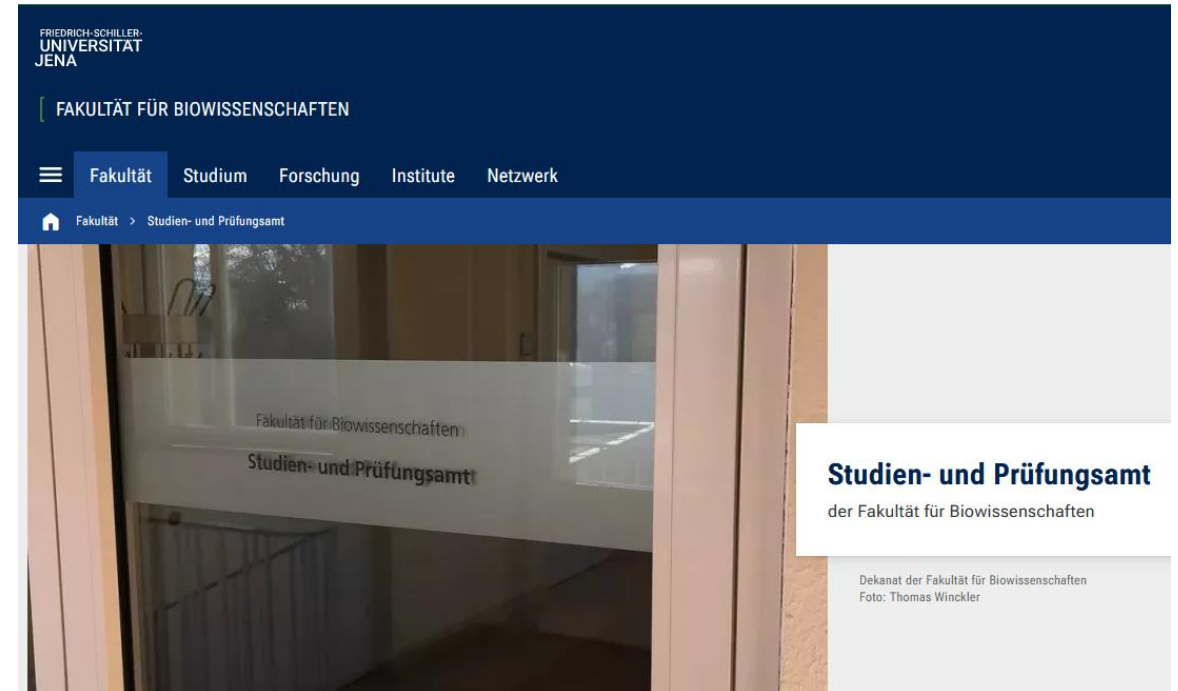 FRIEDRICH-SCHILLER-
UNIVERSITÄT
JENA
FAKULTÄT FÜR BIOWISSENSCHAFTEN
Fakultät Studium Forschung Institute Netzwerk
Fakultät > Studien- und Prüfungsamt
Fakultät für Biowissenschaften
Studien- und Prüfungsamt
Studien- und Prüfungsamt
der Fakultät für Biowissenschaften
Dekanat der Fakultät für Biowissenschaften
Foto: Thomas Winckler